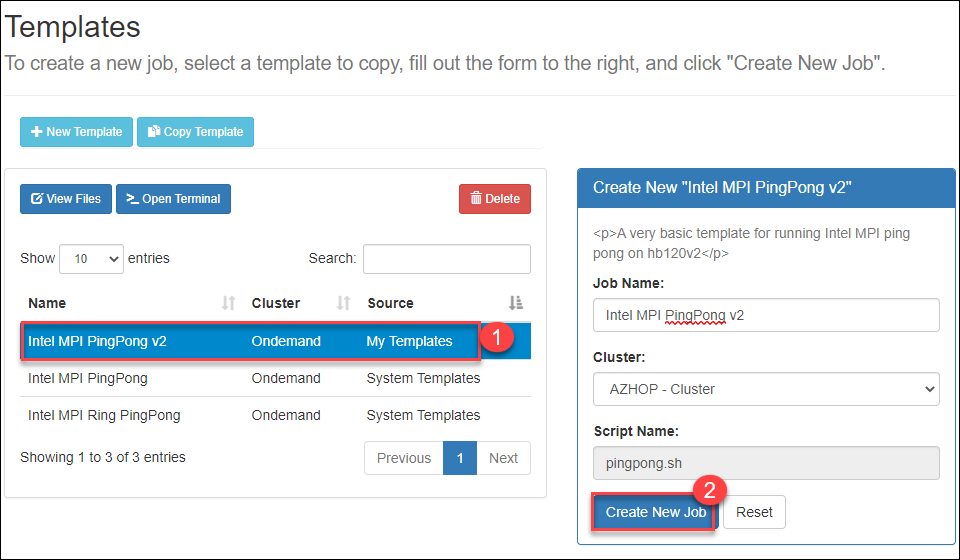 Templates
To create a new job, select a template to copy, fill out the form to the right, and click "Create New Job".
New Template Copy Template
View Files Open Terminal Delete
Show 10 entries Search:
Name Cluster Source
Intel MPI PingPong v2 Ondemand My Templates 1
Intel MPI PingPong Ondemand System Templates
Intel MPI Ring PingPong Ondemand System Templates
Showing 1 to 3 of 3 entries Previous 1 Next
Create New "Intel MPI PingPong v2"
<p>A very basic template for running Intel MPI ping
pong on hb120v2</p>
Job Name:
Intel MPI PingPong v2
Cluster:
AZHOP - Cluster
Script Name:
pingpong.sh
2
Create New Job Reset